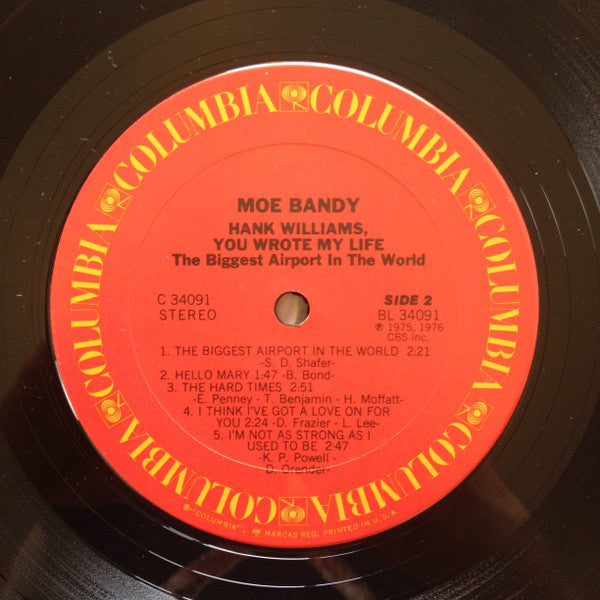 COLUMBIA COLUMBIA COLUMBIA COLUMBIA COLUMBIA COLUMBIA
MOE BANDY
HANK WILLIAMS,
YOU WROTE MY LIFE
The Biggest Airport In The World
C 34091
STEREO
SIDE 2
BL 34091
℗ 1975, 1976
CBS Inc.
1. THE BIGGEST AIRPORT IN THE WORLD 2:21
-S. D. Shafer-
2. HELLO MARY 1:47 -B. Bond-
3. THE HARD TIMES 2:51
-E. Penney - T. Benjamin - H. Moffatt-
4. I THINK I'VE GOT A LOVE ON FOR
YOU 2:24 -D. Frazier - L. Lee-
5. I'M NOT AS STRONG AS I
USED TO BE 2:47
-K. P. Powell -
D. Orender-
®-"COLUMBIA", MARCAS REG. PRINTED IN U.S.A.